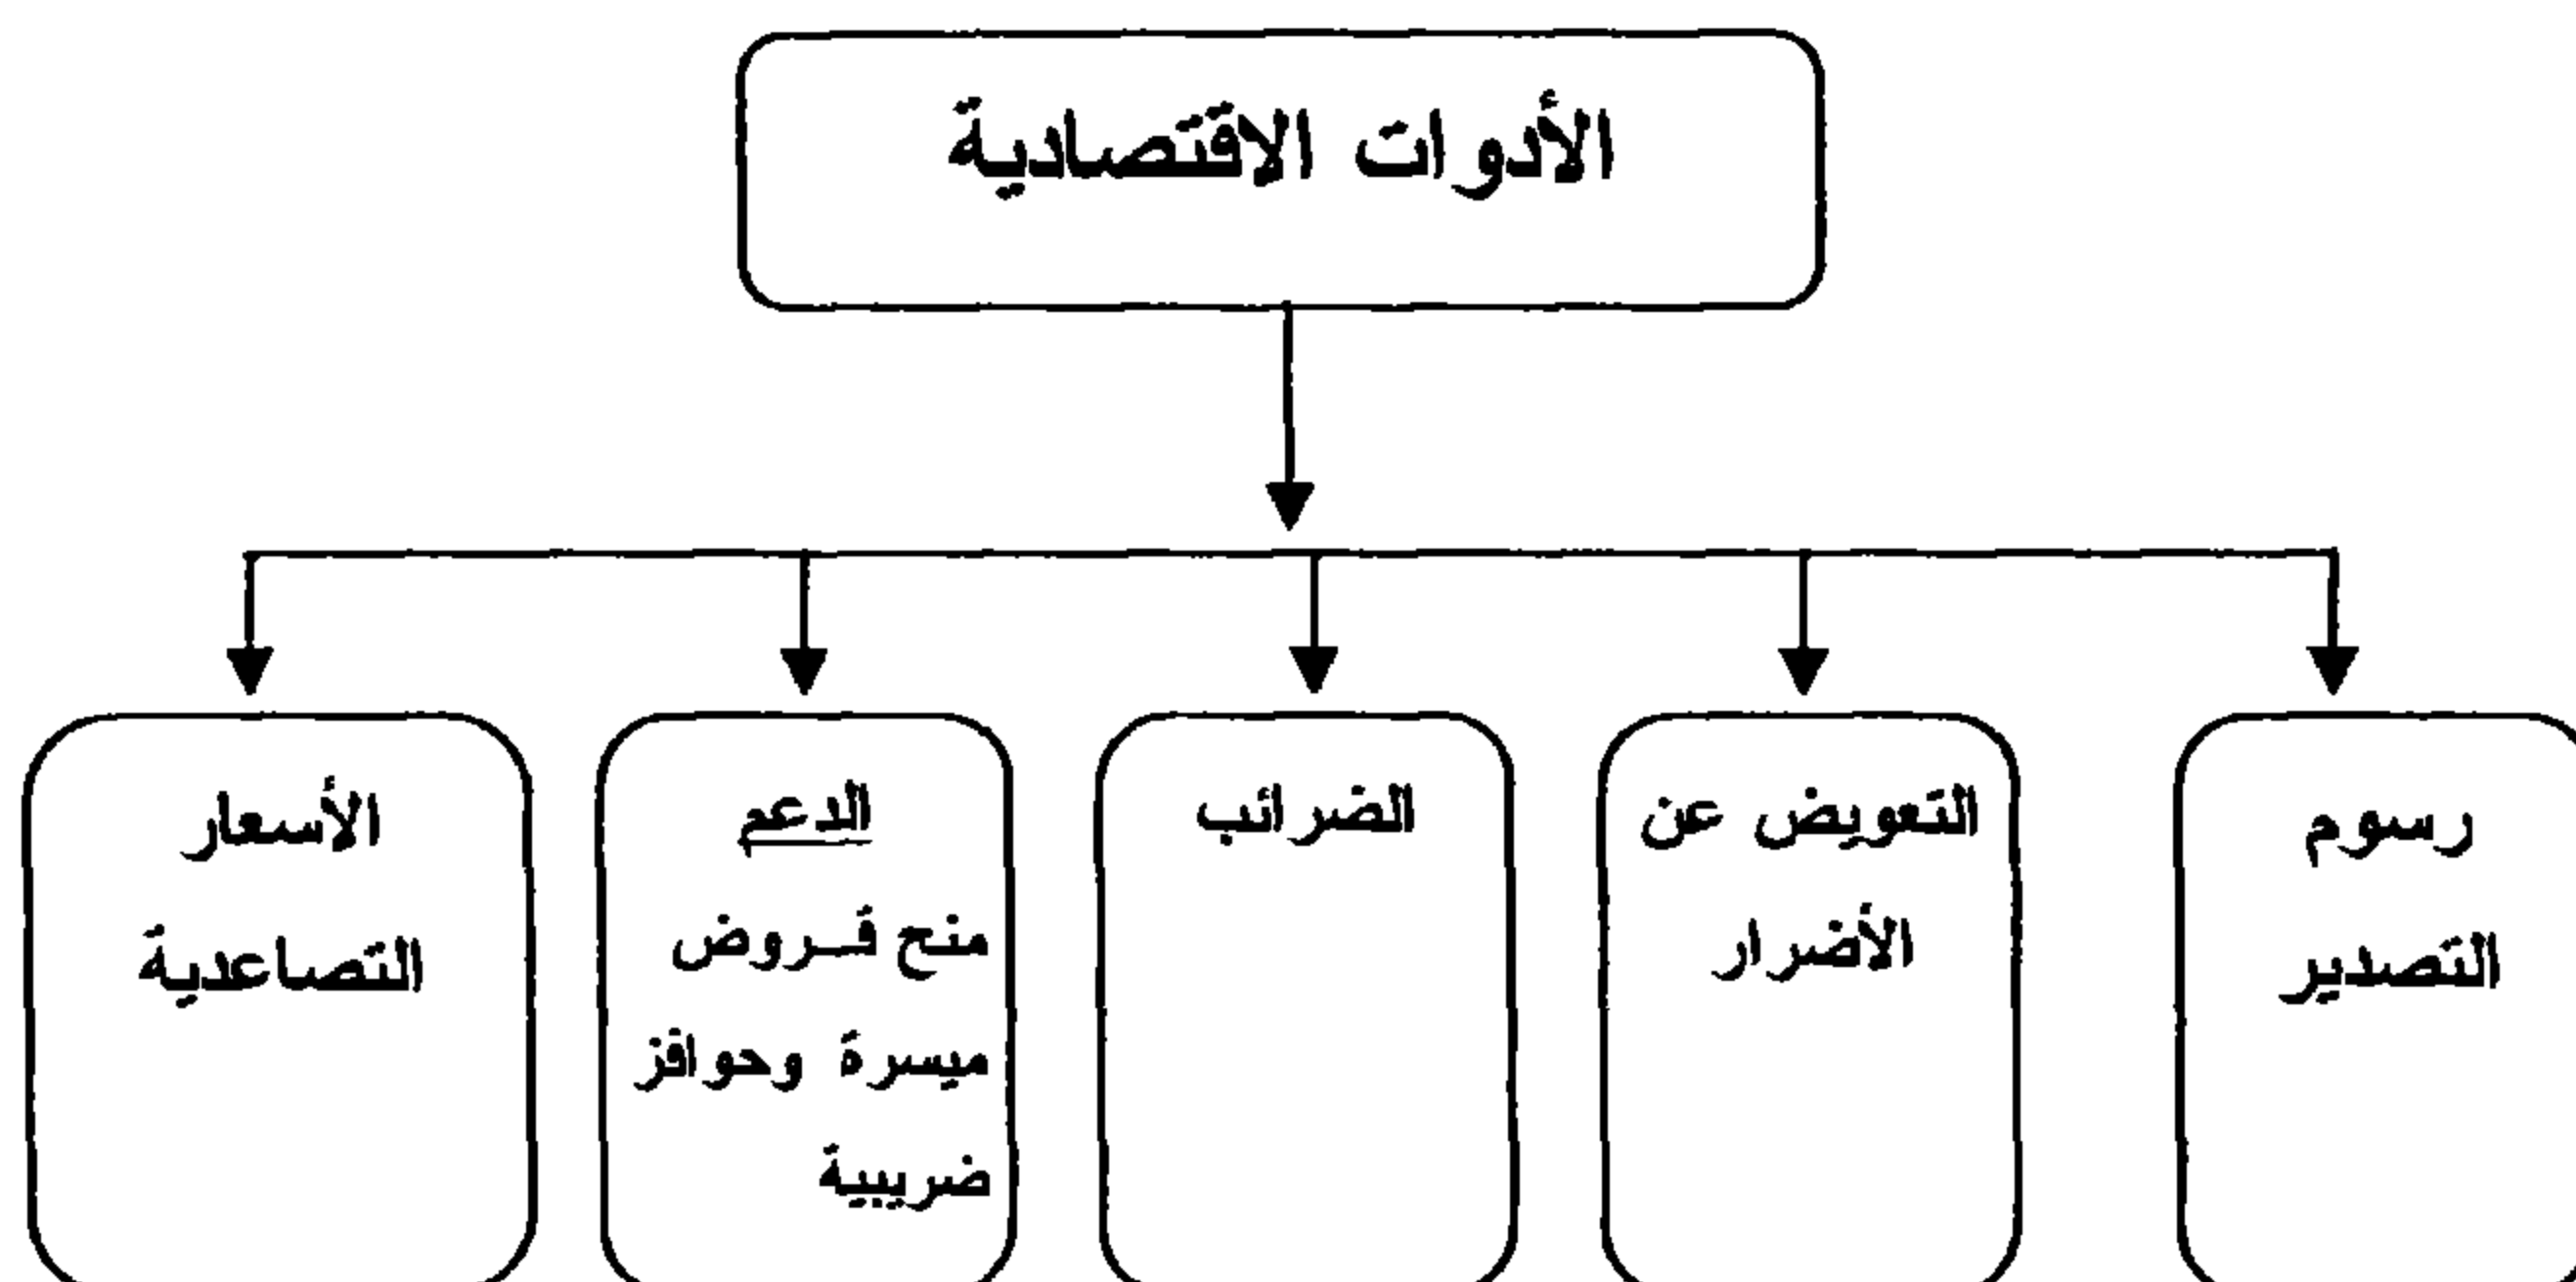 الأدوات الاقتصادية
رسوم
التصدير
التعويض عن
الأضرار
الضرائب
الدعم
منح قـروض
ميسرة وحوافز
ضريبية
الأسعار
التصاعدية